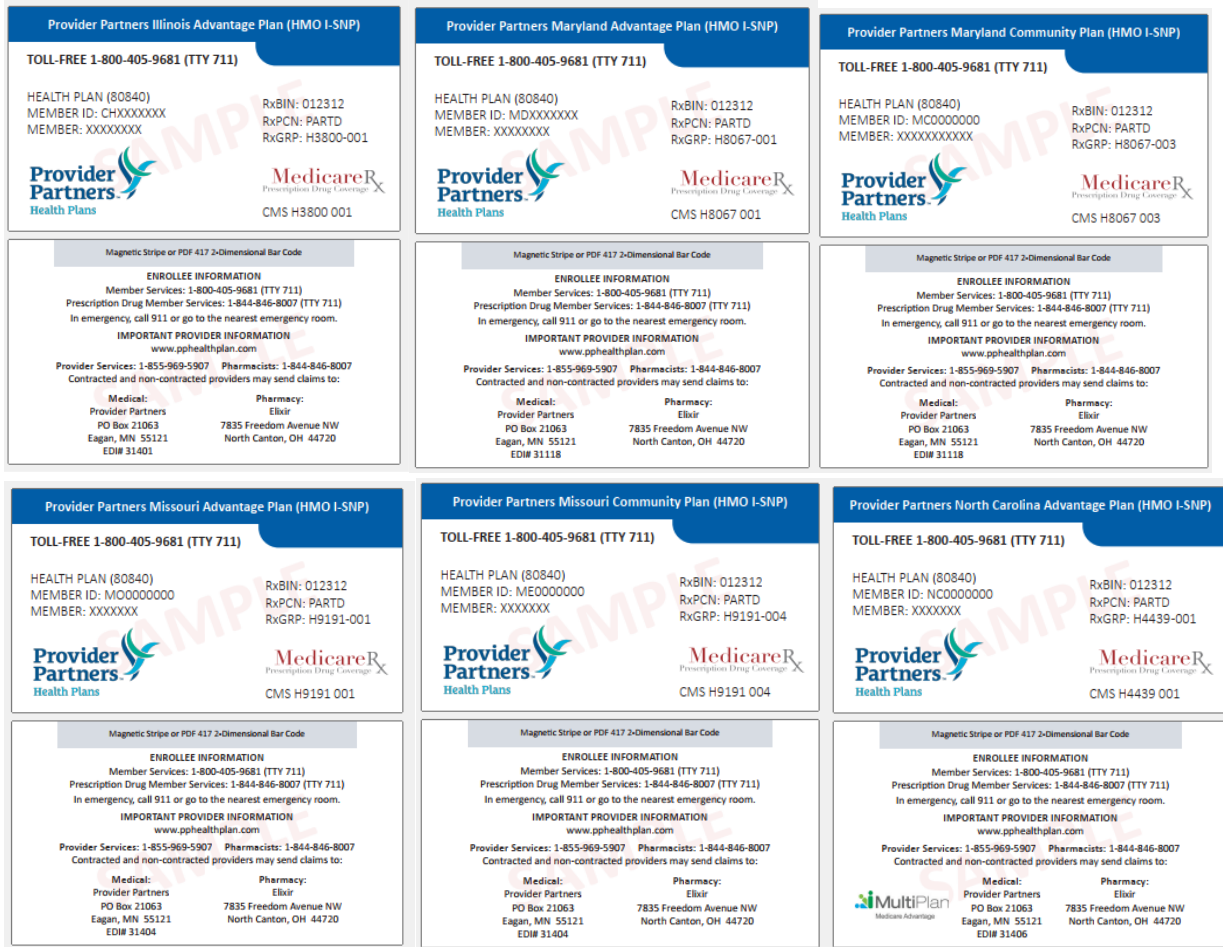 Provider Partners Illinois Advantage Plan (HMO I-SNP)
TOLL-FREE 1-800-405-9681 (TTY 711)
HEALTH PLAN (80840)
MEMBER ID: CHXXXXXXX
MEMBER: XXXXXXXX
RxBIN: 012312
RxPCN: PARTD
RxGRP: H3800-001
SAMPLE
Provider
Partners
Health Plans
MedicareRx
Prescription Drug Coverage
CMS H3800 001
Magnetic Stripe or PDF 417 2•Dimensional Bar Code
ENROLLEE INFORMATION
Member Services: 1-800-405-9681 (TTY 711)
Prescription Drug Member Services: 1-844-846-8007 (TTY 711)
In emergency, call 911 or go to the nearest emergency room.
IMPORTANT PROVIDER INFORMATION
www.pphealthplan.com
Provider Services: 1-855-969-5907 Pharmacists: 1-844-846-8007
Contracted and non-contracted providers may send claims to:
SAMPLE
Medical:
Provider Partners
PO Box 21063
Eagan, MN 55121
EDI# 31401
Pharmacy:
Elixir
7835 Freedom Avenue NW
North Canton, OH 44720
Provider Partners Maryland Advantage Plan (HMO I-SNP)
TOLL-FREE 1-800-405-9681 (TTY 711)
HEALTH PLAN (80840)
MEMBER ID: MDXXXXXXX
MEMBER: XXXXXXXX
RxBIN: 012312
RxPCN: PARTD
RxGRP: H8067-001
SAMPLE
Provider
Partners
Health Plans
MedicareRx
Prescription Drug Coverage
CMS H8067 001
Magnetic Stripe or PDF 417 2•Dimensional Bar Code
ENROLLEE INFORMATION
Member Services: 1-800-405-9681 (TTY 711)
Prescription Drug Member Services: 1-844-846-8007 (TTY 711)
In emergency, call 911 or go to the nearest emergency room.
IMPORTANT PROVIDER INFORMATION
www.pphealthplan.com
Provider Services: 1-855-969-5907 Pharmacists: 1-844-846-8007
Contracted and non-contracted providers may send claims to:
SAMPLE
Medical:
Provider Partners
PO Box 21063
Eagan, MN 55121
EDI# 31118
Pharmacy:
Elixir
7835 Freedom Avenue NW
North Canton, OH 44720
Provider Partners Maryland Community Plan (HMO I-SNP)
TOLL-FREE 1-800-405-9681 (TTY 711)
HEALTH PLAN (80840)
MEMBER ID: MC0000000
MEMBER: XXXXXXXXXXX
RxBIN: 012312
RxPCN: PARTD
RxGRP: H8067-003
SAMPLE
Provider
Partners
Health Plans
MedicareRx
Prescription Drug Coverage
CMS H8067 003
Magnetic Stripe or PDF 417 2•Dimensional Bar Code
ENROLLEE INFORMATION
Member Services: 1-800-405-9681 (TTY 711)
Prescription Drug Member Services: 1-844-846-8007 (TTY 711)
In emergency, call 911 or go to the nearest emergency room.
IMPORTANT PROVIDER INFORMATION
www.pphealthplan.com
Provider Services: 1-855-969-5907 Pharmacists: 1-844-846-8007
Contracted and non-contracted providers may send claims to:
SAMPLE
Medical:
Provider Partners
PO Box 21063
Eagan, MN 55121
EDI# 31118
Pharmacy:
Elixir
7835 Freedom Avenue NW
North Canton, OH 44720
Provider Partners Missouri Advantage Plan (HMO I-SNP)
TOLL-FREE 1-800-405-9681 (TTY 711)
HEALTH PLAN (80840)
MEMBER ID: MO0000000
MEMBER: XXXXXXX
RxBIN: 012312
RxPCN: PARTD
RxGRP: H9191-001
SAMPLE
Provider
Partners
Health Plans
MedicareRx
Prescription Drug Coverage
CMS H9191 001
Magnetic Stripe or PDF 417 2•Dimensional Bar Code
ENROLLEE INFORMATION
Member Services: 1-800-405-9681 (TTY 711)
Prescription Drug Member Services: 1-844-846-8007 (TTY 711)
In emergency, call 911 or go to the nearest emergency room.
IMPORTANT PROVIDER INFORMATION
www.pphealthplan.com
Provider Services: 1-855-969-5907 Pharmacists: 1-844-846-8007
Contracted and non-contracted providers may send claims to:
SAMPLE
Medical:
Provider Partners
PO Box 21063
Eagan, MN 55121
EDI# 31404
Pharmacy:
Elixir
7835 Freedom Avenue NW
North Canton, OH 44720
Provider Partners Missouri Community Plan (HMO I-SNP)
TOLL-FREE 1-800-405-9681 (TTY 711)
HEALTH PLAN (80840)
MEMBER ID: ME0000000
MEMBER: XXXXXXX
RxBIN: 012312
RxPCN: PARTD
RxGRP: H9191-004
SAMPLE
Provider
Partners
Health Plans
MedicareRx
Prescription Drug Coverage
CMS H9191 004
Magnetic Stripe or PDF 417 2•Dimensional Bar Code
ENROLLEE INFORMATION
Member Services: 1-800-405-9681 (TTY 711)
Prescription Drug Member Services: 1-844-846-8007 (TTY 711)
In emergency, call 911 or go to the nearest emergency room.
IMPORTANT PROVIDER INFORMATION
www.pphealthplan.com
Provider Services: 1-855-969-5907 Pharmacists: 1-844-846-8007
Contracted and non-contracted providers may send claims to:
SAMPLE
Medical:
Provider Partners
PO Box 21063
Eagan, MN 55121
EDI# 31404
Pharmacy:
Elixir
7835 Freedom Avenue NW
North Canton, OH 44720
Provider Partners North Carolina Advantage Plan (HMO I-SNP)
TOLL-FREE 1-800-405-9681 (TTY 711)
HEALTH PLAN (80840)
MEMBER ID: NC0000000
MEMBER: XXXXXXX
RxBIN: 012312
RxPCN: PARTD
RxGRP: H4439-001
SAMPLE
Provider
Partners
Health Plans
MedicareRx
Prescription Drug Coverage
CMS H4439 001
Magnetic Stripe or PDF 417 2•Dimensional Bar Code
ENROLLEE INFORMATION
Member Services: 1-800-405-9681 (TTY 711)
Prescription Drug Member Services: 1-844-846-8007 (TTY 711)
In emergency, call 911 or go to the nearest emergency room.
IMPORTANT PROVIDER INFORMATION
www.pphealthplan.com
Provider Services: 1-855-969-5907 Pharmacists: 1-844-846-8007
Contracted and non-contracted providers may send claims to:
SAMPLE
MultiPlan
Medicare Advantage
Medical:
Provider Partners
PO Box 21063
Eagan, MN 55121
EDI# 31406
Pharmacy:
Elixir
7835 Freedom Avenue NW
North Canton, OH 44720